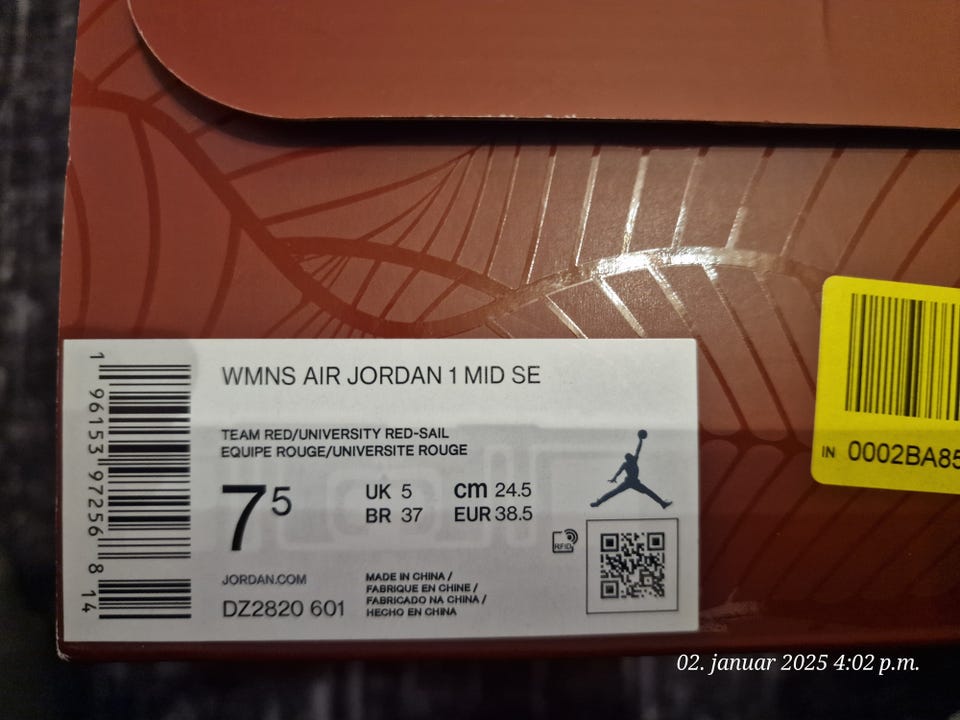 WMNS AIR JORDAN 1 MID SE
TEAM RED/UNIVERSITY RED-SAIL
EQUIPE ROUGE/UNIVERSITE ROUGE
7⁵
UK 5 cm 24.5
BR 37 EUR 38.5
RFID
JORDAN.COM
DZ2820 601
MADE IN CHINA /
FABRIQUE EN CHINE /
FABRICADO NA CHINA /
HECHO EN CHINA
1 96153 97256 8 14
IN 0002BA85
02. januar 2025 4:02 p.m.